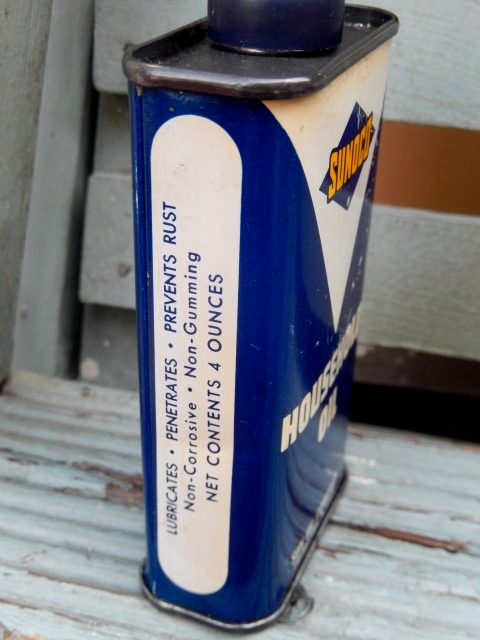 LUBRICATES • PENETRATES • PREVENTS RUST
Non-Corrosive • Non-Gumming
NET CONTENTS 4 OUNCES
SUNOCO
HOUSEHOLD
OIL